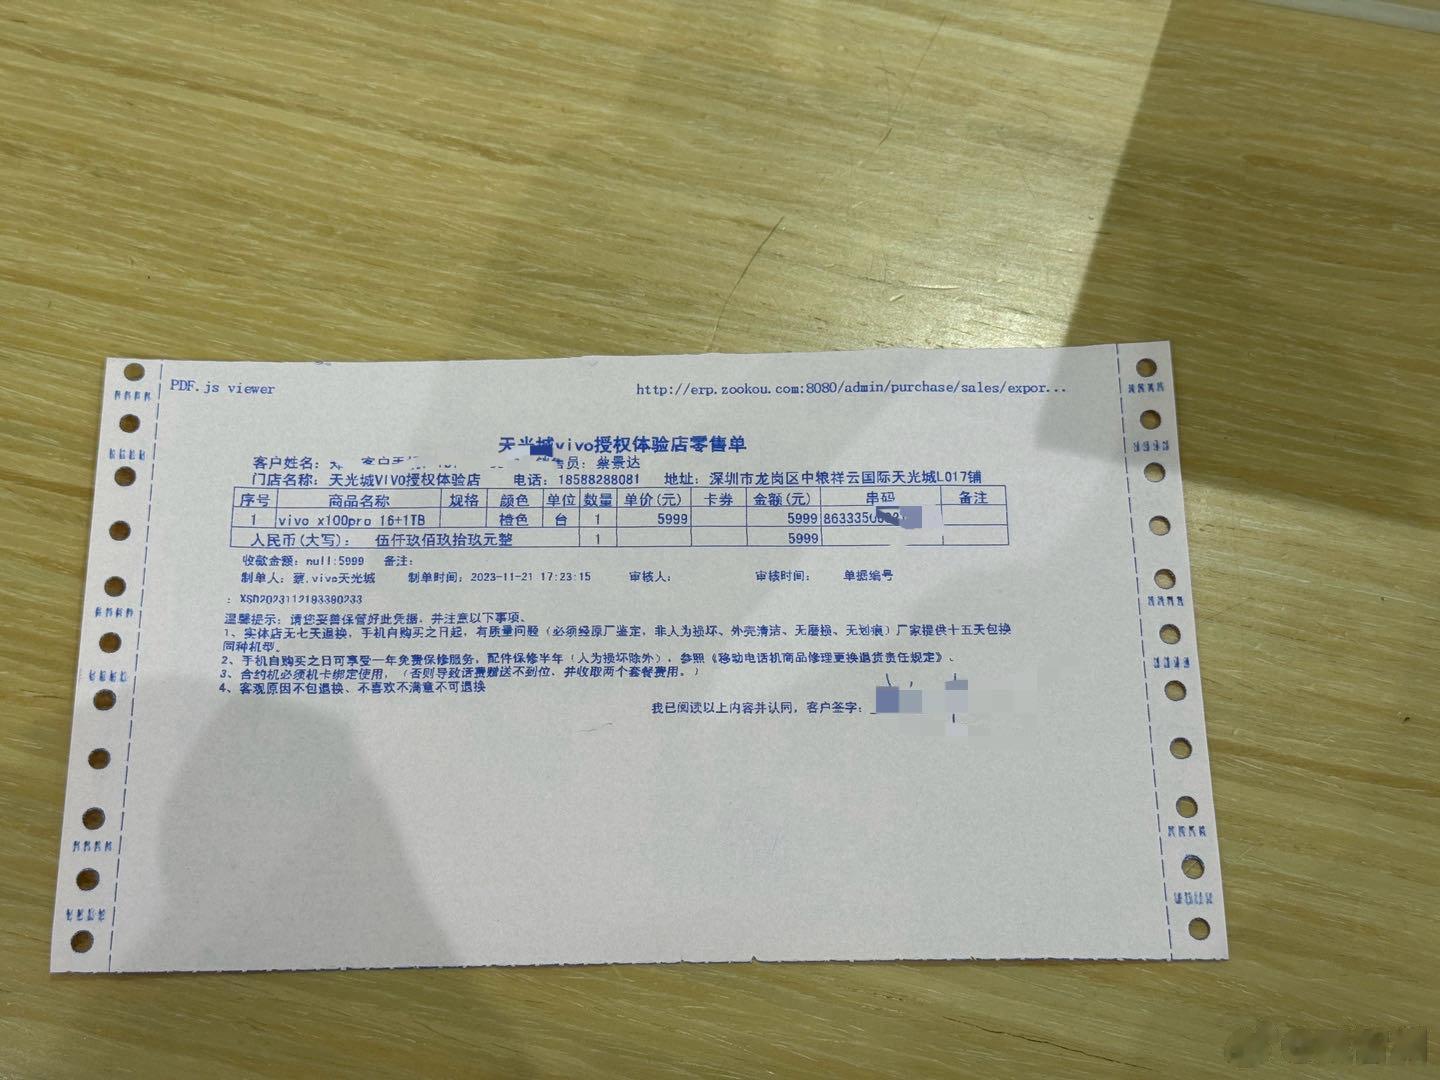 PDF.js viewer http://erp.zookou.com:8080/admin/purchase/sales/expor...
天光城vivo授权体验店零售单
客户姓名: 售员: 蔡景达
门店名称: 天光城VIVO授权体验店 电话: 18588288081 地址: 深圳市龙岗区中粮祥云国际天光城L017铺
序号 商品名称 规格 颜色 单位 数量 单价(元) 卡券 金额(元) 串码 备注
1 vivo x100pro 16+1TB 橙色 台 1 5999 5999 8633350
人民币(大写): 伍仟玖佰玖拾玖元整 1 5999
收款金额: null:5999 备注:
制单人: 蔡.vivo天光城 制单时间: 2023-11-21 17:23:15 审核人: 审核时间: 单据编号
: XSD2023112193390233
温馨提示: 请您妥善保管好此凭据, 并注意以下事项、
1、实体店无七天退换, 手机自购买之日起, 有质量问题 (必须经原厂鉴定, 非人为损坏、外壳清洁、无磨损、无划痕) 厂家提供十五天包换
同种机型。
2、手机自购买之日可享受一年免费保修服务, 配件保修半年 (人为损坏除外), 参照《移动电话机商品修理更换退货责任规定》、
3、合约机必须机卡绑定使用, (否则导致话费赠送不到位、并收取两个套餐费用。)
4、客观原因不包退换、不喜欢不满意不可退换
我已阅读以上内容并认同, 客户签字: